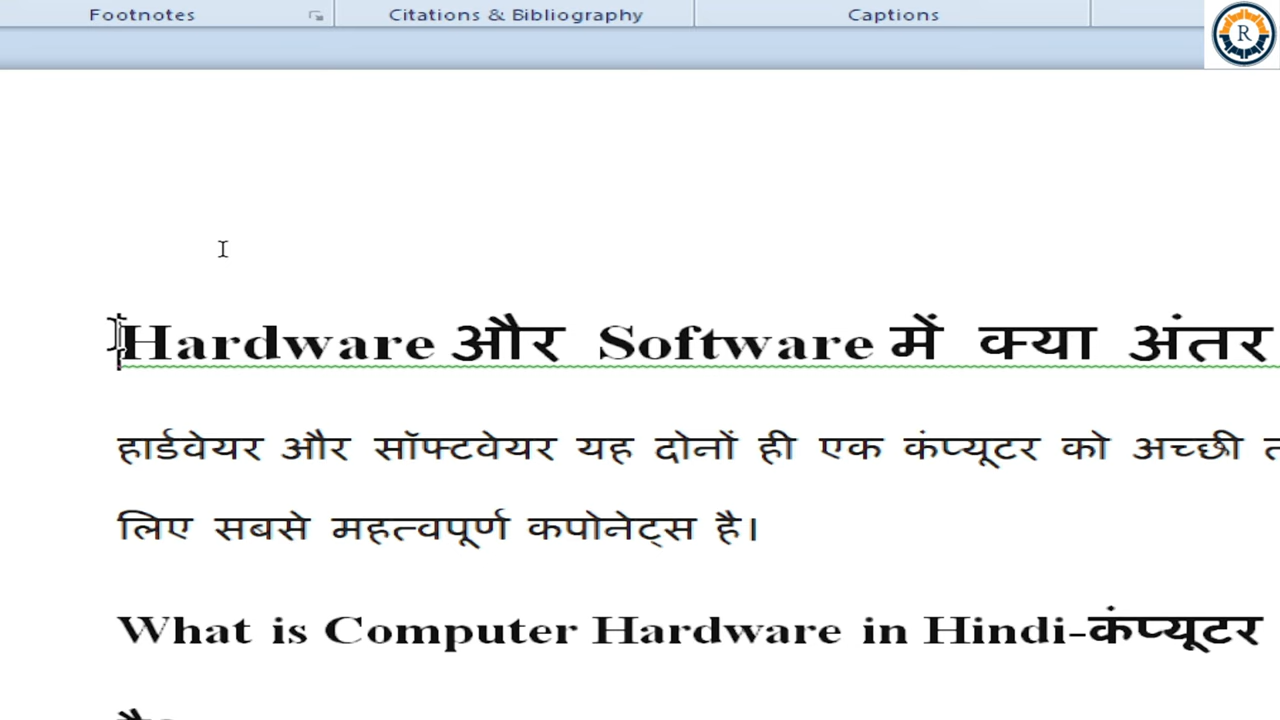 Footnotes Citations & Bibliography Captions
R
Hardware और Software में क्या अंतर
हार्डवेयर और सॉफ्टवेयर यह दोनों ही एक कंप्यूटर को अच्छी
लिए सबसे महत्वपूर्ण कपोनेट्स है।
What is Computer Hardware in Hindi-कंप्यूटर